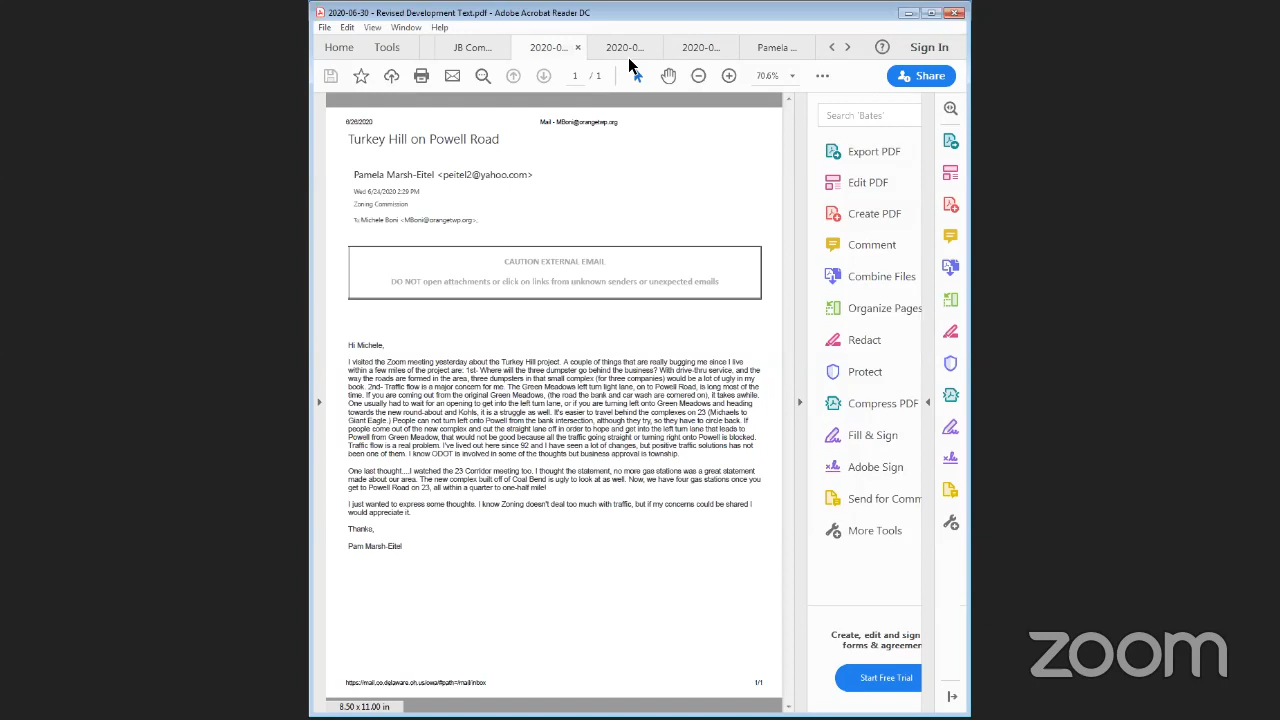 2020-06-30 - Revised Development Text.pdf - Adobe Acrobat Reader DC
File Edit View Window Help
Home Tools JB Com... 2020-0... × 2020-0... 2020-0... Pamela ... Sign In
1 / 1 70.6% Share
6/26/2020 Mail - MBoni@orangetwp.org
Turkey Hill on Powell Road
Pamela Marsh-Eitel <peitel2@yahoo.com>
Wed 6/24/2020 2:29 PM
Zoning Commission
To: Michele Boni <MBoni@orangetwp.org>;
CAUTION EXTERNAL EMAIL
DO NOT open attachments or click on links from unknown senders or unexpected emails
Hi Michele,
I visited the Zoom meeting yesterday about the Turkey Hill project. A couple of things that are really bugging me since I live
within a few miles of the project are: 1st- Where will the three dumpster go behind the business? With drive-thru service, and the
way the roads are formed in the area, three dumpsters in that small complex (for three companies) would be a lot of ugly in my
book. 2nd- Traffic flow is a major concern for me. The Green Meadows left turn light lane, on to Powell Road, is long most of the
time. If you are coming from the original Green Meadows, (the road the bank and car wash are cornered on), it takes awhile.
One usually had to wait for an opening to get into the left turn lane, or if you are turning left onto Green Meadows and heading
towards the new round-about and Kohls, it is a struggle as well. It's easier to travel behind the complexes on 23 (Michaels to
Giant Eagle.) People can not turn left onto Powell from the bank intersection, although they try, so they have to circle back. If
people come out of the new complex and cut the straight lane off in order to hope and get into the left turn lane that leads to
Powell from Green Meadow, that would not be good because all the traffic going straight or turning right onto Powell is blocked.
Traffic flow is a real problem. I've lived out here since 92 and I have seen a lot of changes, but positive traffic solutions has not
been one of them. I know ODOT is involved in some of the thoughts but business approval is township.
One last thought....I watched the 23 Corridor meeting too. I thought the statement, no more gas stations was a great statement
made about our area. The new complex built off of Coal Bend is ugly to look at as well. Now, we have four gas stations once you
get to Powell Road on 23, all within a quarter to one-half mile!
I just wanted to express some thoughts. I know Zoning doesn't deal too much with traffic, but if my concerns could be shared I
would appreciate it.
Thanks,
Pam Marsh-Eitel
https://mail.co.delaware.oh.us/owa/#path=/mail/inbox 1/1
8.50 x 11.00 in
Search 'Bates'
Export PDF
Edit PDF
Create PDF
Comment
Combine Files
Organize Pages
Redact
Protect
Compress PDF
Fill & Sign
Adobe Sign
Send for Comm
More Tools
Create, edit and sign
forms & agreemen
Start Free Trial
zoom